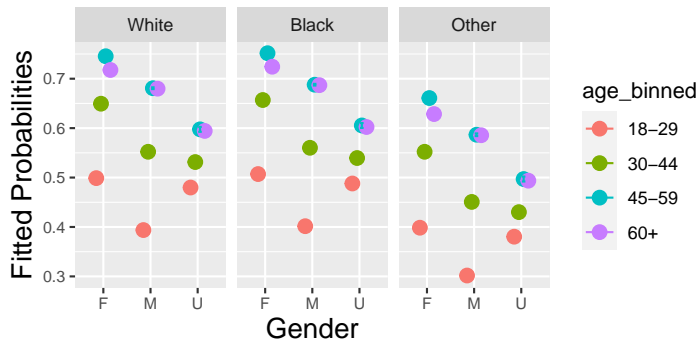 White Black Other
Fitted Probabilities
0.7
0.6
0.5
0.4
0.3
F M U F M U F M U
Gender
age_binned
18–29
30–44
45–59
60+